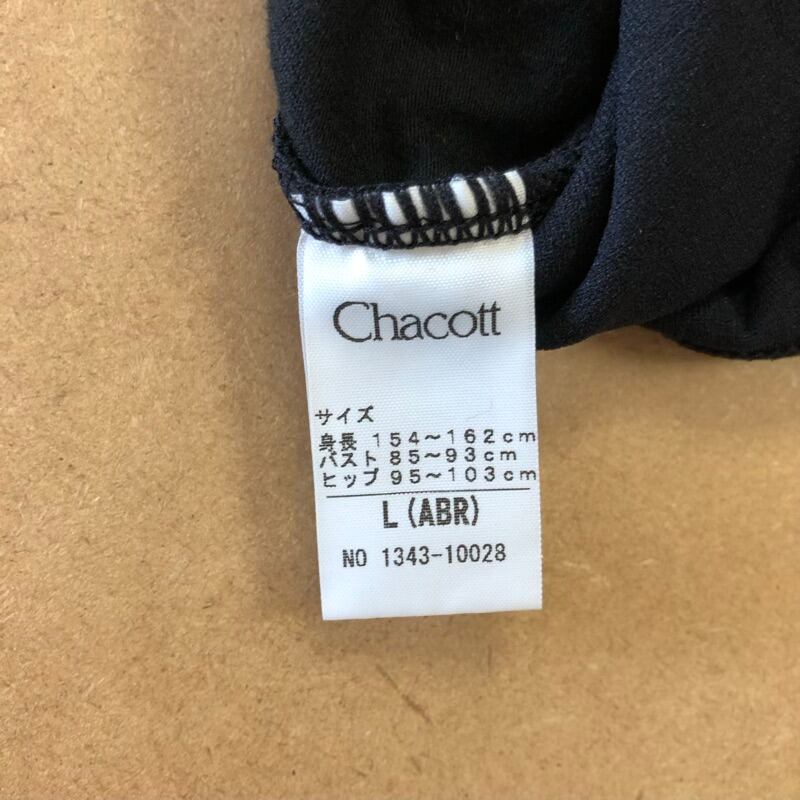 Chacott
サイズ
身長 154～162cm
バスト 85～93cm
ヒップ 95～103cm
L(ABR)
NO 1343-10028